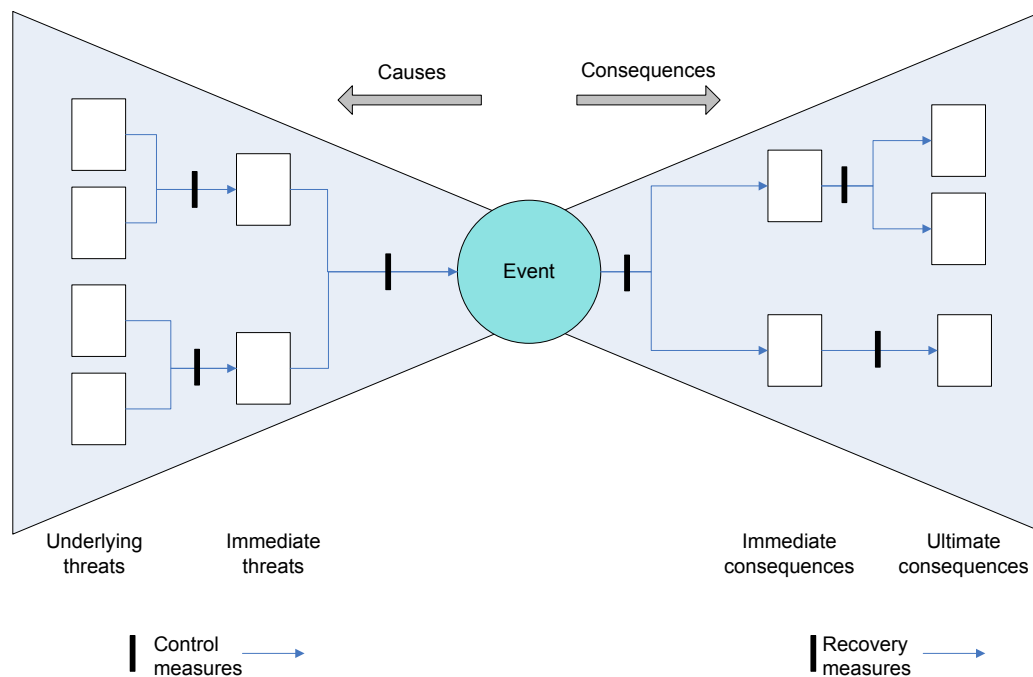 Causes
Consequences
Event
Underlying
threats
Immediate
threats
Immediate
consequences
Ultimate
consequences
Control
measures
Recovery
measures